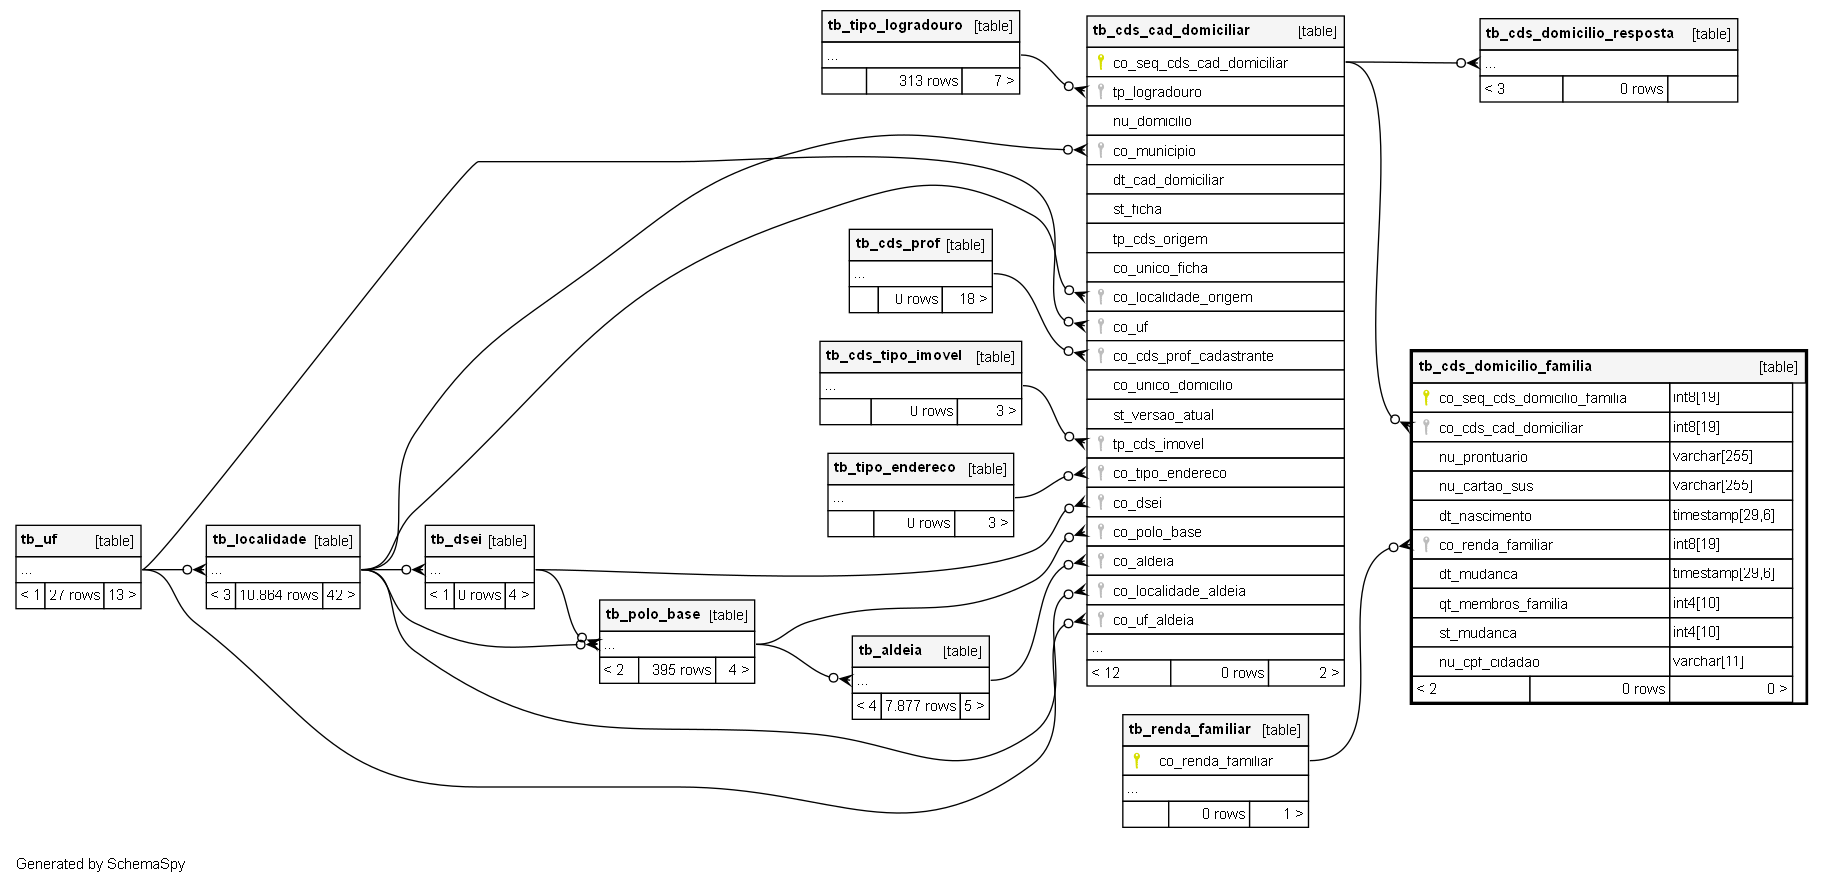 tb_tipo_logradouro [table]
...
313 rows 7 >
tb_cds_cad_domiciliar [table]
co_seq_cds_cad_domiciliar
tp_logradouro
nu_domicilio
co_municipio
dt_cad_domiciliar
st_ficha
tp_cds_origem
co_unico_ficha
co_localidade_origem
co_uf
co_cds_prof_cadastrante
co_unico_domicilio
st_versao_atual
tp_cds_imovel
co_tipo_endereco
co_dsei
co_polo_base
co_aldeia
co_localidade_aldeia
co_uf_aldeia
...
< 12 0 rows 2 >
tb_cds_domicilio_resposta [table]
...
< 3 0 rows
tb_cds_prof [table]
...
0 rows 18 >
tb_cds_tipo_imovel [table]
...
0 rows 3 >
tb_tipo_endereco [table]
...
0 rows 3 >
tb_cds_domicilio_familia [table]
co_seq_cds_domicilio_familia int8[19]
co_cds_cad_domiciliar int8[19]
nu_prontuario varchar[255]
nu_cartao_sus varchar[255]
dt_nascimento timestamp[29,6]
co_renda_familiar int8[19]
dt_mudanca timestamp[29,6]
qt_membros_familia int4[10]
st_mudanca int4[10]
nu_cpf_cidadao varchar[11]
< 2 0 rows 0 >
tb_uf [table]
...
< 1 27 rows 13 >
tb_localidade [table]
...
< 3 10.864 rows 42 >
tb_dsei [table]
...
< 1 0 rows 4 >
tb_polo_base [table]
...
< 2 395 rows 4 >
tb_aldeia [table]
...
< 4 7.877 rows 5 >
tb_renda_familiar [table]
co_renda_familiar
...
0 rows 1 >
Generated by SchemaSpy